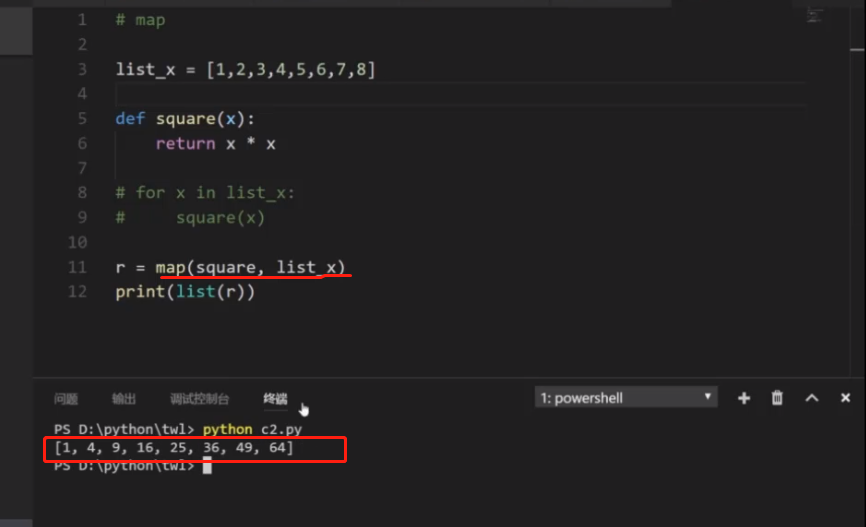 1 # map
2
3 list_x = [1,2,3,4,5,6,7,8]
4
5 def square(x):
6     return x * x
7
8 # for x in list_x:
9 #     square(x)
10
11 r = map(square, list_x)
12 print(list(r))
问题 输出 调试控制台 终端 1: powershell
PS D:\python\twl> python c2.py
[1, 4, 9, 16, 25, 36, 49, 64]
PS D:\python\twl>